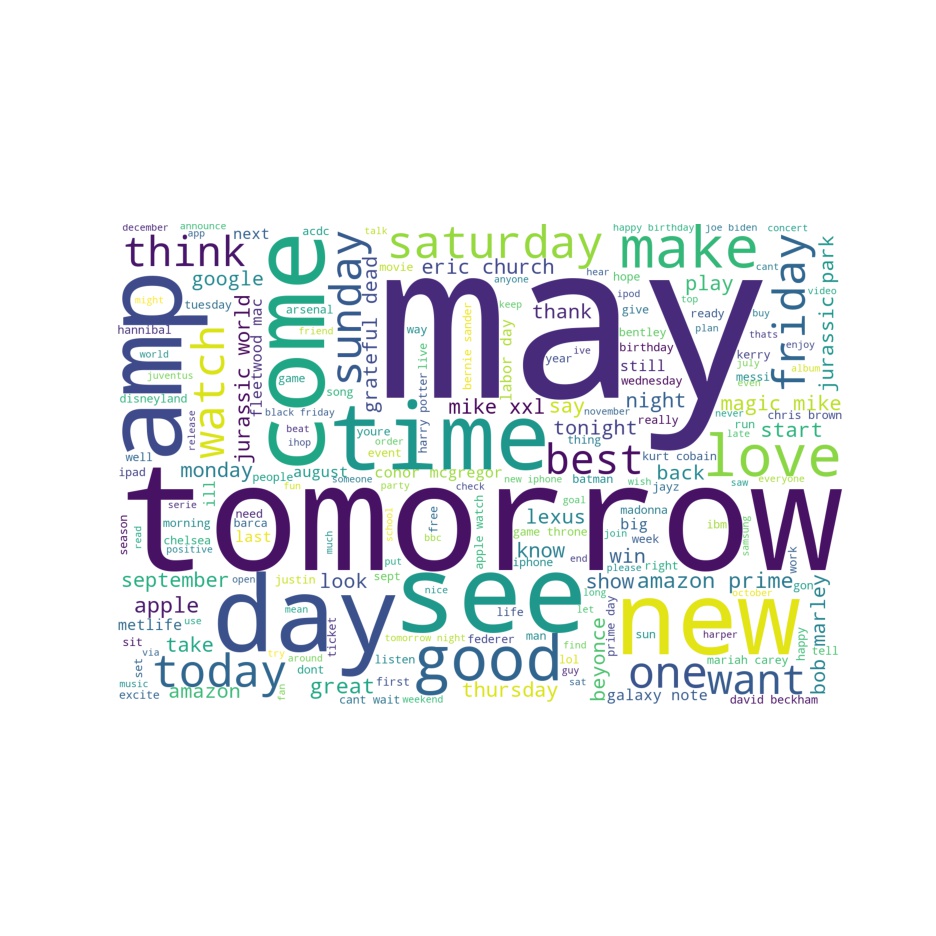 december
announce
app
next
acdc
talk
happy birthday
joe biden
concert
think
come
sunday
saturday
make
friday
movie
eric church
anyone
hear
hope
cant
jurassic park
google
may
ipod
play
video
amp
might
tuesday
arsenal
grateful dead
keep
thank
give
top
ready
buy
hannibal
watch
jurassic world
fleetwood mac
friend
way
live
bernie sander
labor day
ive
year
bentley
birthday
plan
thats
enjoy
world
still
kerry
juventus
game
harry potter
wednesday
messi
july
even
album
disneyland
release
song
mike xxl
say
november
night
magic mike
black friday
beat
time
tonight
really
never
chris brown
well
ihop
youre
order
event
thing
best
kurt cobain
run
late
start
ipad
monday
people
august
someone
conor mcgregor
new iphone
batman
back
love
ill
fun
party
check
wish
jayz
saw
everyone
tomorrow
serie
season
read
morning
positive
chelsea
need
barca
last
much
school
free
bbc
apple watch
lexus
goal
game throne
iphone
know
end
madonna
big
join
week
win
ibm
samsung
work
please
right
september
open
justin
look
put
sept
see
nice
long
show
amazon prime
october
gon
apple
day
mean
ticket
life
let
prime day
new
bob marley
metlife
use
sit
take
tomorrow night
federer
man
find
sun
harper
happy
tell
via
set
today
try
around
dont
listen
good
lol
guy
beyonce
one
mariah carey
want
music
excite
amazon
fan
great
first
cant wait
weekend
thursday
sat
galaxy note
david beckham